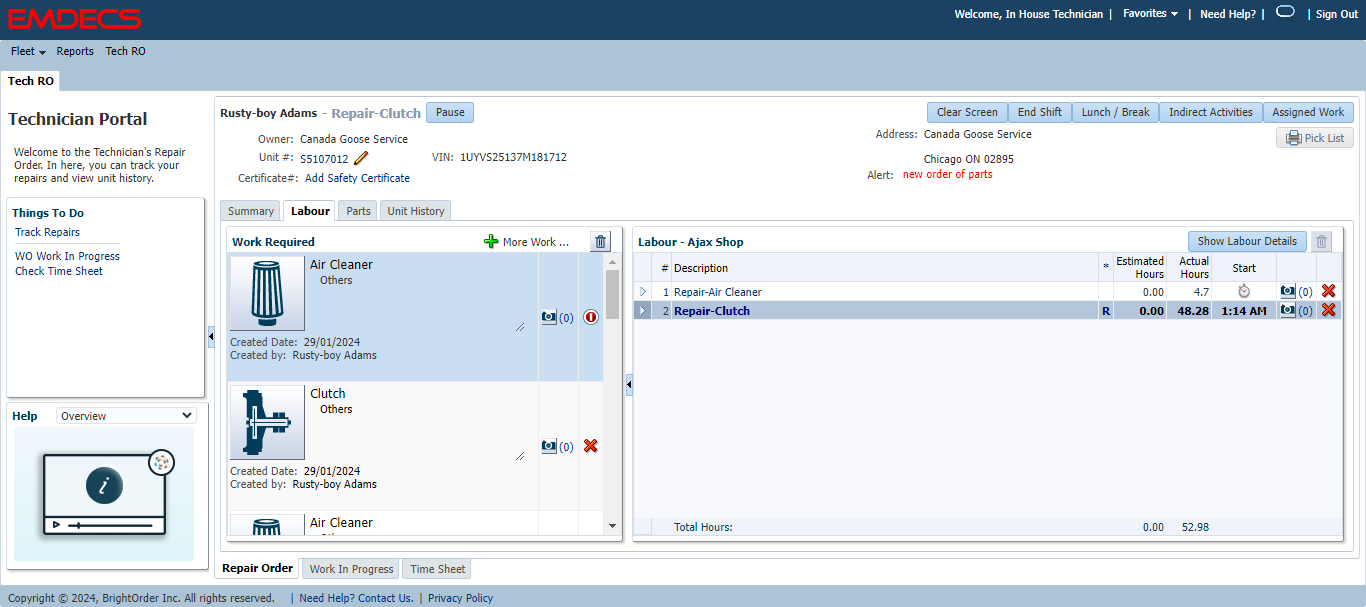 EMDECS
Welcome, In House Technician | Favorites | Need Help? | | Sign Out
Fleet Reports Tech RO
Tech RO
Technician Portal
Welcome to the Technician's Repair
Order. In here, you can track your
repairs and view unit history.
Things To Do
Track Repairs
WO Work In Progress
Check Time Sheet
Help Overview
i
Rusty-boy Adams - Repair-Clutch Pause
Clear Screen End Shift Lunch / Break Indirect Activities Assigned Work
Owner: Canada Goose Service
Address: Canada Goose Service
Pick List
Unit #: S5107012 VIN: 1UYVS25137M181712
Chicago ON 02895
Certificate#: Add Safety Certificate
Alert: new order of parts
Summary Labour Parts Unit History
Work Required More Work ...
Air Cleaner
Others
(0)
Created Date: 29/01/2024
Created by: Rusty-boy Adams
Clutch
Others
(0)
Created Date: 29/01/2024
Created by: Rusty-boy Adams
Air Cleaner
Labour - Ajax Shop Show Labour Details
# Description * Estimated Hours Actual Hours Start
1 Repair-Air Cleaner 0.00 4.7 (0)
2 Repair-Clutch R 0.00 48.28 1:14 AM (0)
Total Hours: 0.00 52.98
Repair Order Work In Progress Time Sheet
Copyright © 2024, BrightOrder Inc. All rights reserved. | Need Help? Contact Us. | Privacy Policy